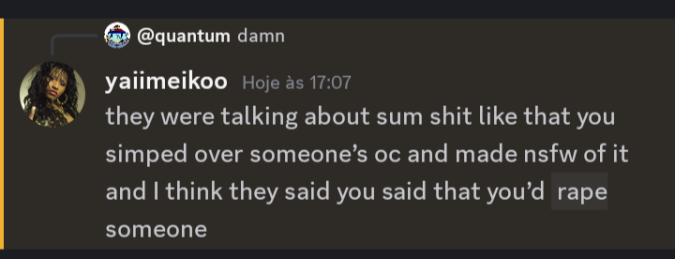 @quantum damn
yaiimeikoo Hoje às 17:07
they were talking about sum shit like that you
simped over someone’s oc and made nsfw of it
and I think they said you said that you’d rape
someone